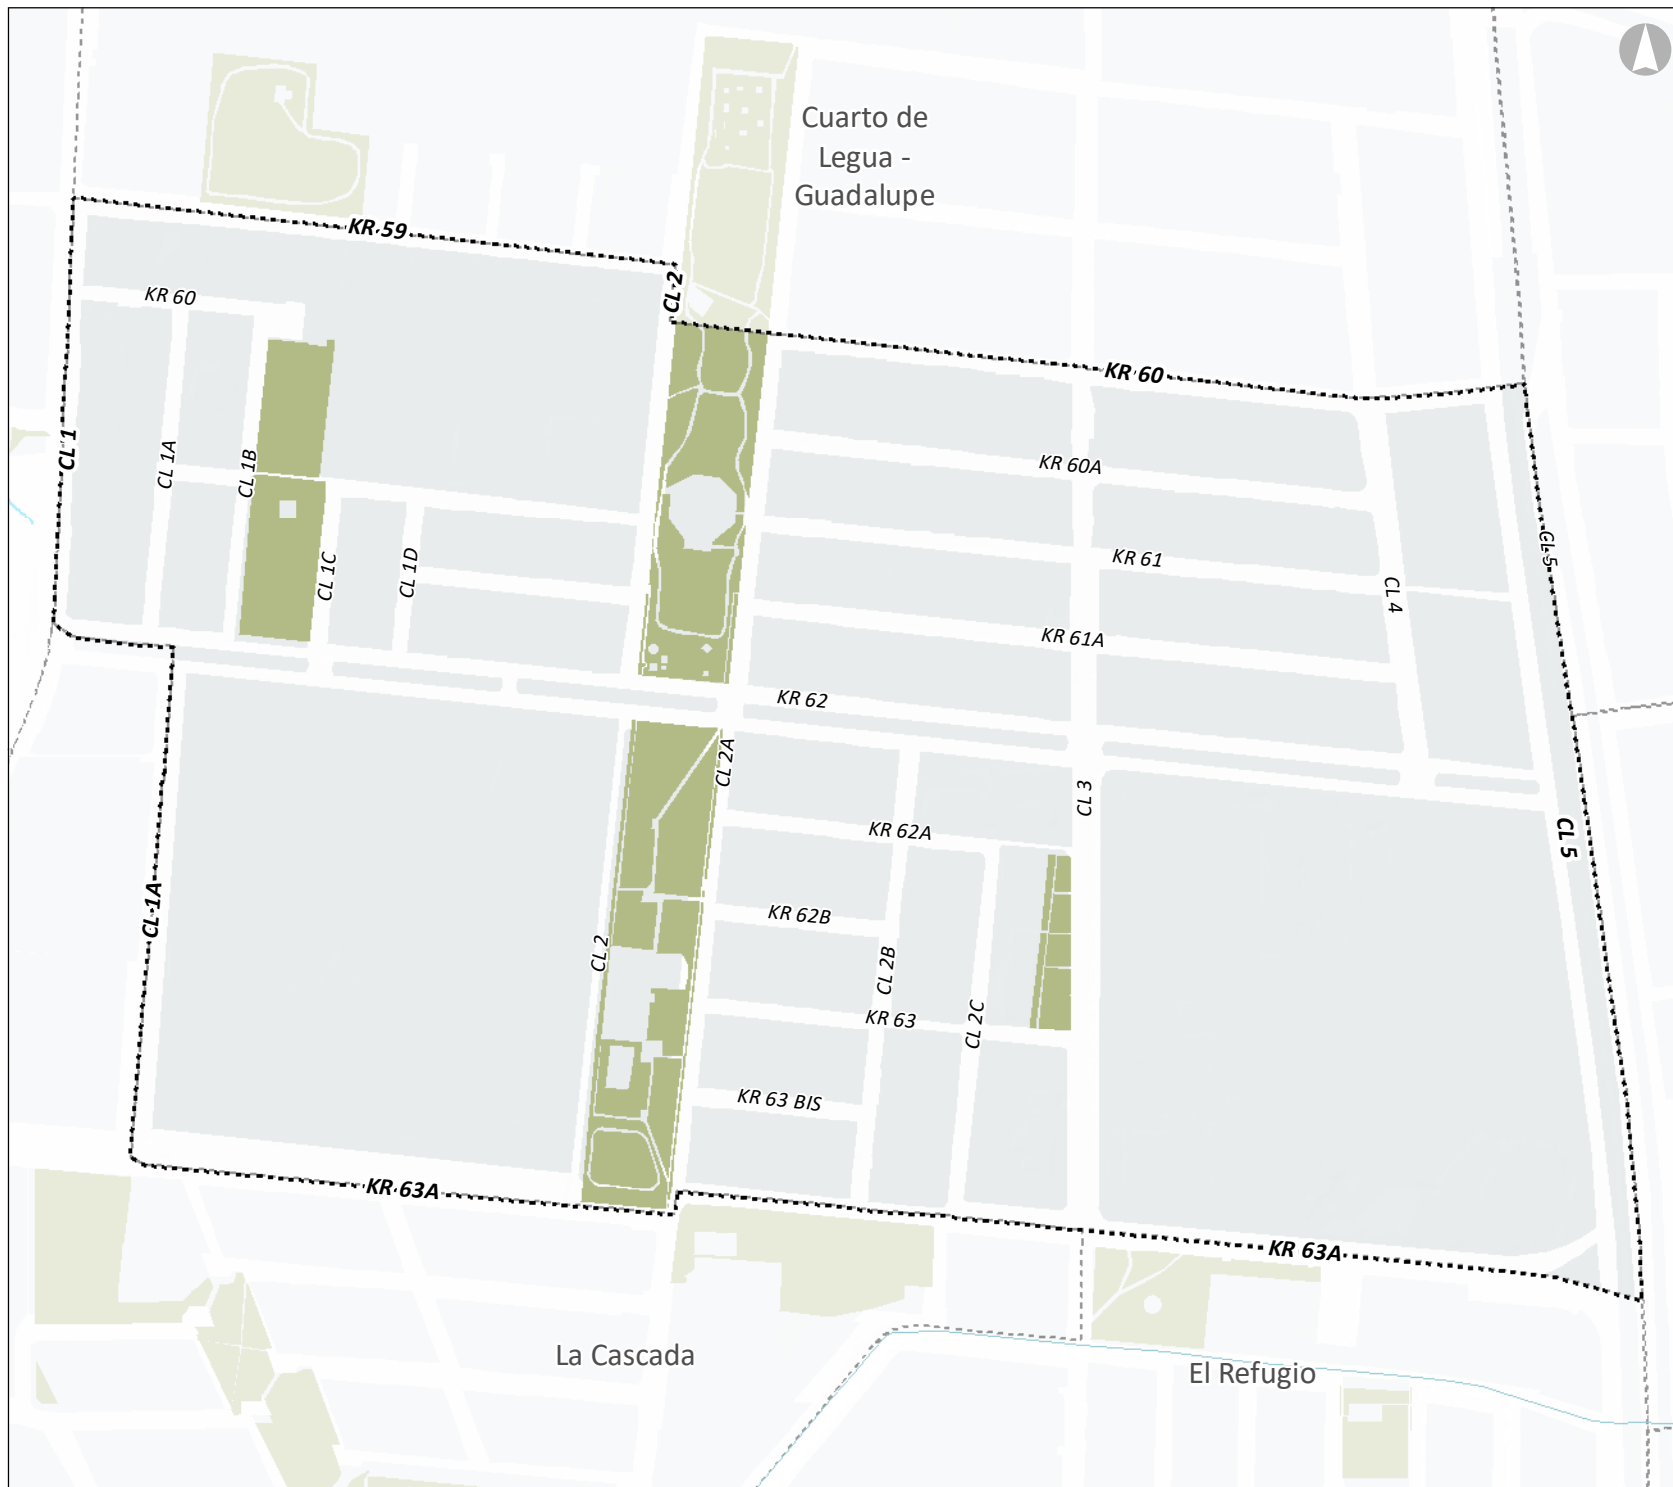 Cuarto de
Legua -
Guadalupe
KR 59
CL 2
KR 60
KR 60
CL 1
CL 1A
CL 1B
KR 60A
CL 5
KR 61
CL 1C
CL 1D
CL 4
KR 61A
KR 62
CL 2A
CL 3
KR 62A
CL 5
CL 1A
KR 62B
CL 2
CL 2B
KR 63
CL 2C
KR 63 BIS
KR 63A
KR 63A
La Cascada
El Refugio